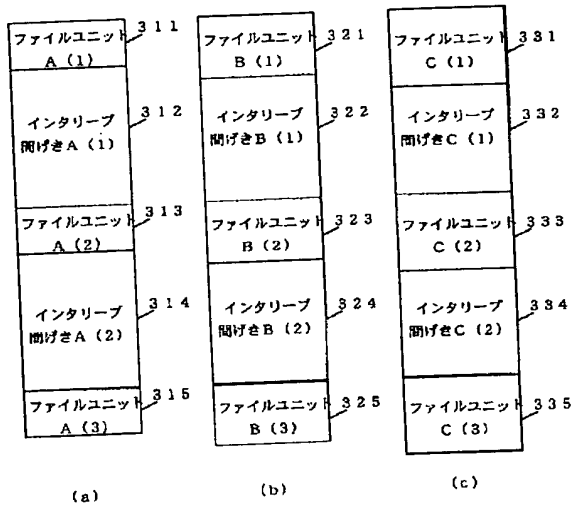 ファイルユニット
A (1)
311
インタリーブ
間げきA (1)
312
ファイルユニット
A (2)
313
インタリーブ
間げきA (2)
314
ファイルユニット
A (3)
315
(a)
ファイルユニット
B (1)
321
インタリーブ
間げきB (1)
322
ファイルユニット
B (2)
323
インタリーブ
間げきB (2)
324
ファイルユニット
B (3)
325
(b)
ファイルユニット
C (1)
331
インタリーブ
間げきC (1)
332
ファイルユニット
C (2)
333
インタリーブ
間げきC (2)
334
ファイルユニット
C (3)
335
(c)